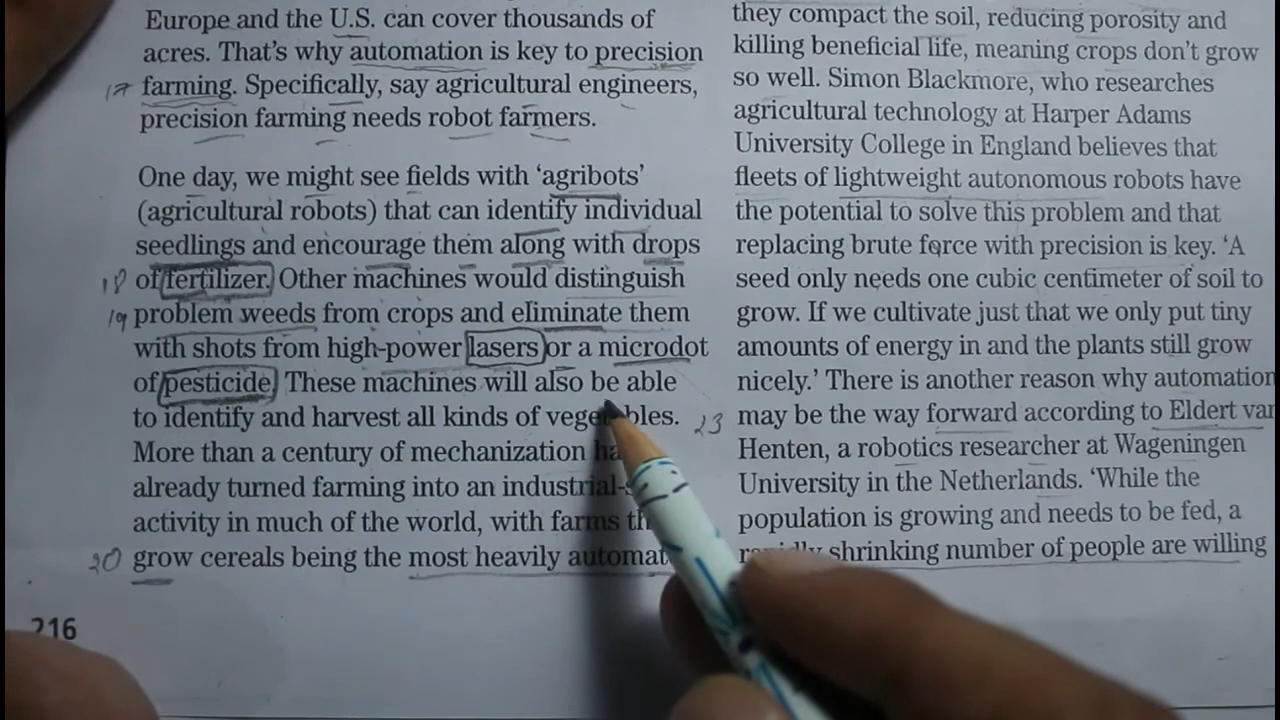 Europe and the U.S. can cover thousands of
acres. That's why automation is key to precision
17 farming. Specifically, say agricultural engineers,
precision farming needs robot farmers.
One day, we might see fields with 'agribots'
(agricultural robots) that can identify individual
seedlings and encourage them along with drops
18 of fertilizer. Other machines would distinguish
19 problem weeds from crops and eliminate them
with shots from high-power lasers or a microdot
of pesticide. These machines will also be able
to identify and harvest all kinds of vegetables.
More than a century of mechanization
already turned farming into an
activity in much of the world, with farms
20 grow cereals being the most heavily
216
they compact the soil, reducing porosity and
killing beneficial life, meaning crops don't grow
so well. Simon Blackmore, who researches
agricultural technology at Harper Adams
University College in England believes that
fleets of lightweight autonomous robots have
the potential to solve this problem and that
replacing brute force with precision is key. 'A
seed only needs one cubic centimeter of soil to
grow. If we cultivate just that we only put tiny
amounts of energy in and the plants still grow
nicely.' There is another reason why automation
23 may be the way forward according to Eldert van
Henten, a robotics researcher at Wageningen
University in the Netherlands. 'While the
population is growing and needs to be fed, a
rapidly shrinking number of people are willing